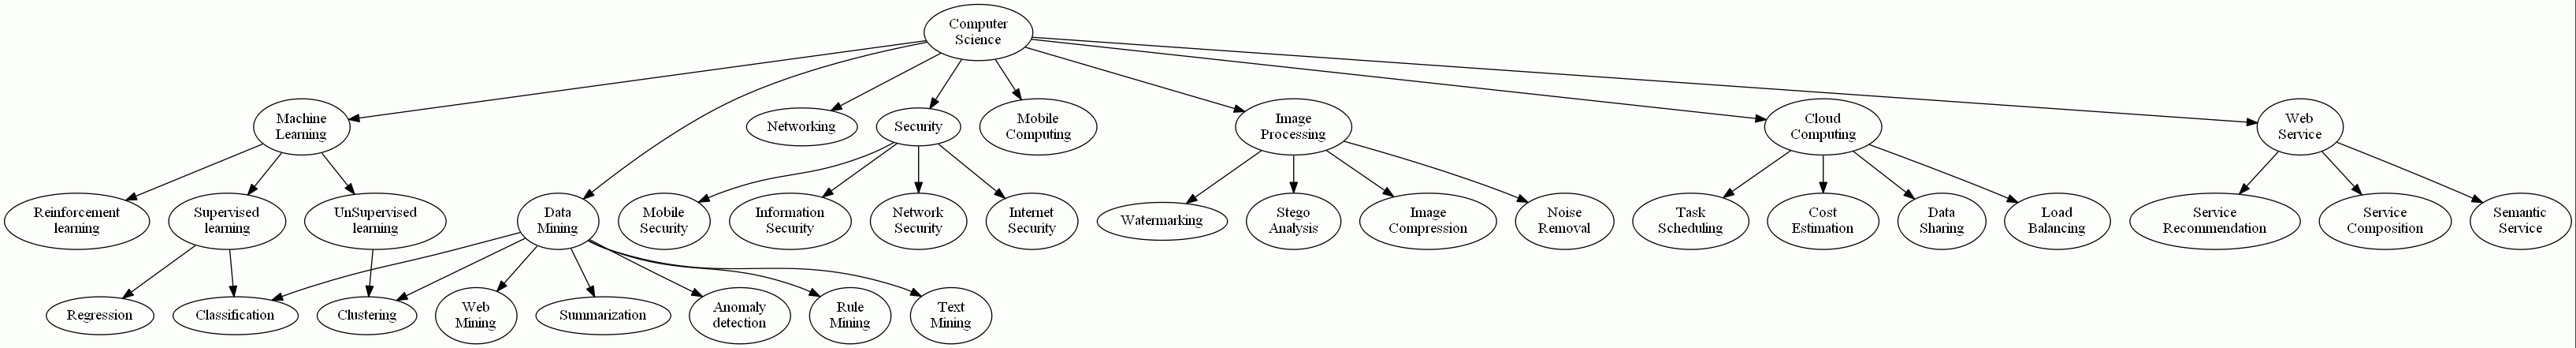 Computer
Science
Machine
Learning
Networking
Security
Mobile
Computing
Image
Processing
Cloud
Computing
Web
Service
Reinforcement
learning
Supervised
learning
UnSupervised
learning
Data
Mining
Mobile
Security
Information
Security
Network
Security
Internet
Security
Watermarking
Stego
Analysis
Image
Compression
Noise
Removal
Task
Scheduling
Cost
Estimation
Data
Sharing
Load
Balancing
Service
Recommendation
Service
Composition
Semantic
Service
Regression
Classification
Clustering
Web
Mining
Summarization
Anomaly
detection
Rule
Mining
Text
Mining